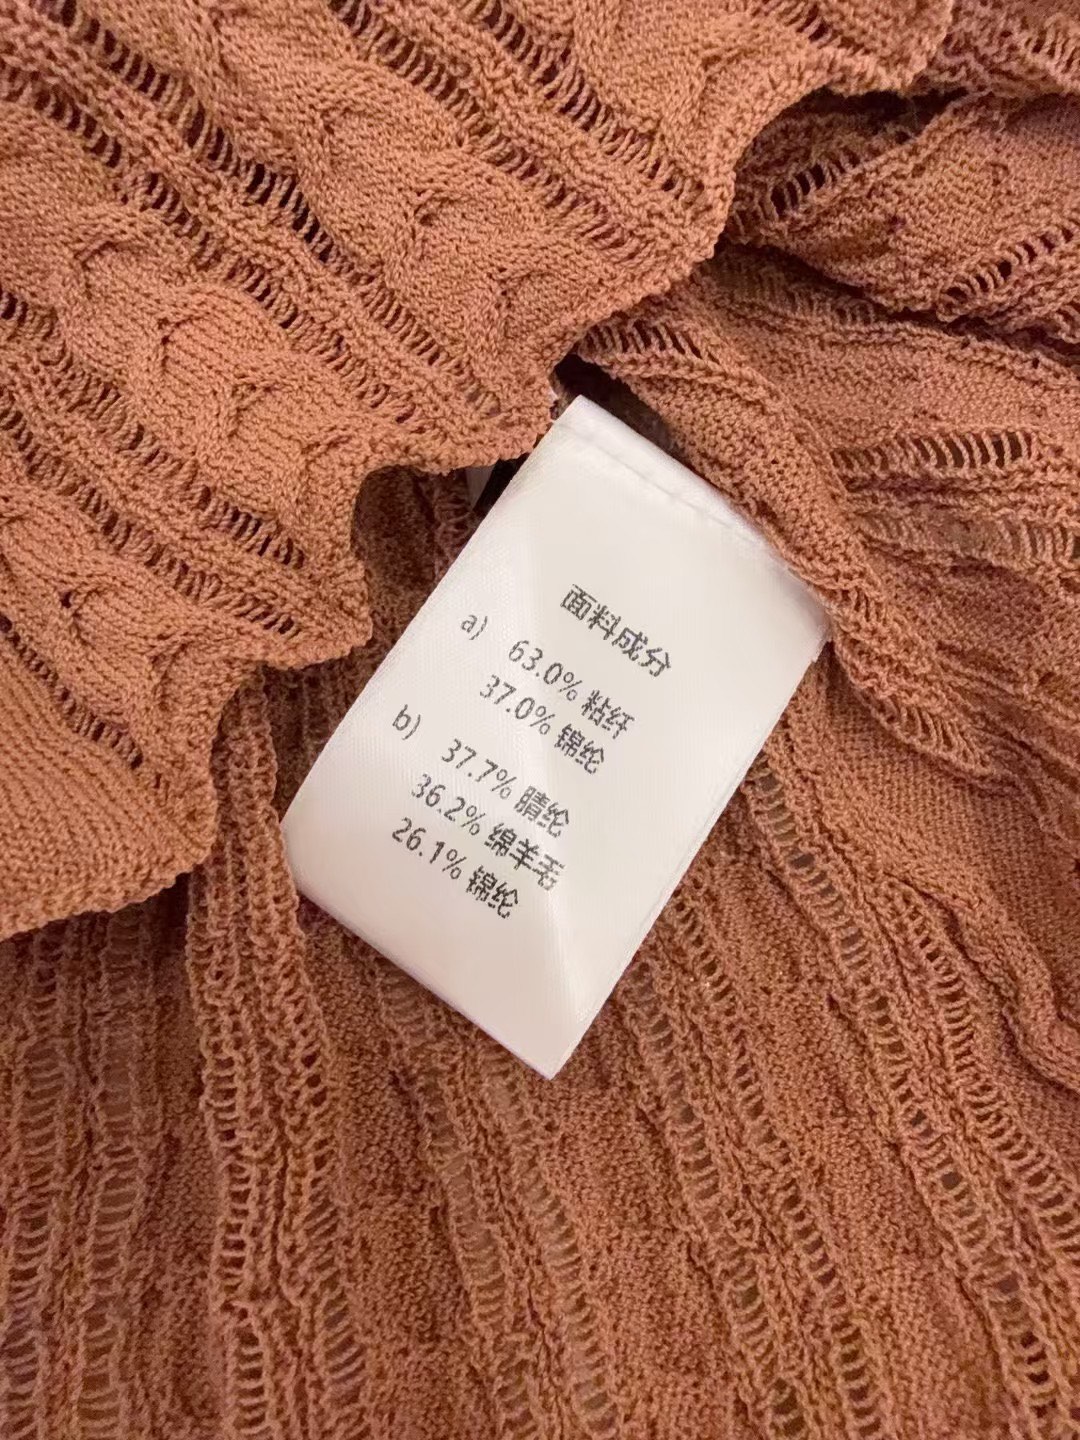 面料成分
a) 63.0% 粘纤
37.0% 锦纶
b) 37.7% 腈纶
36.2% 绵羊毛
26.1% 锦纶